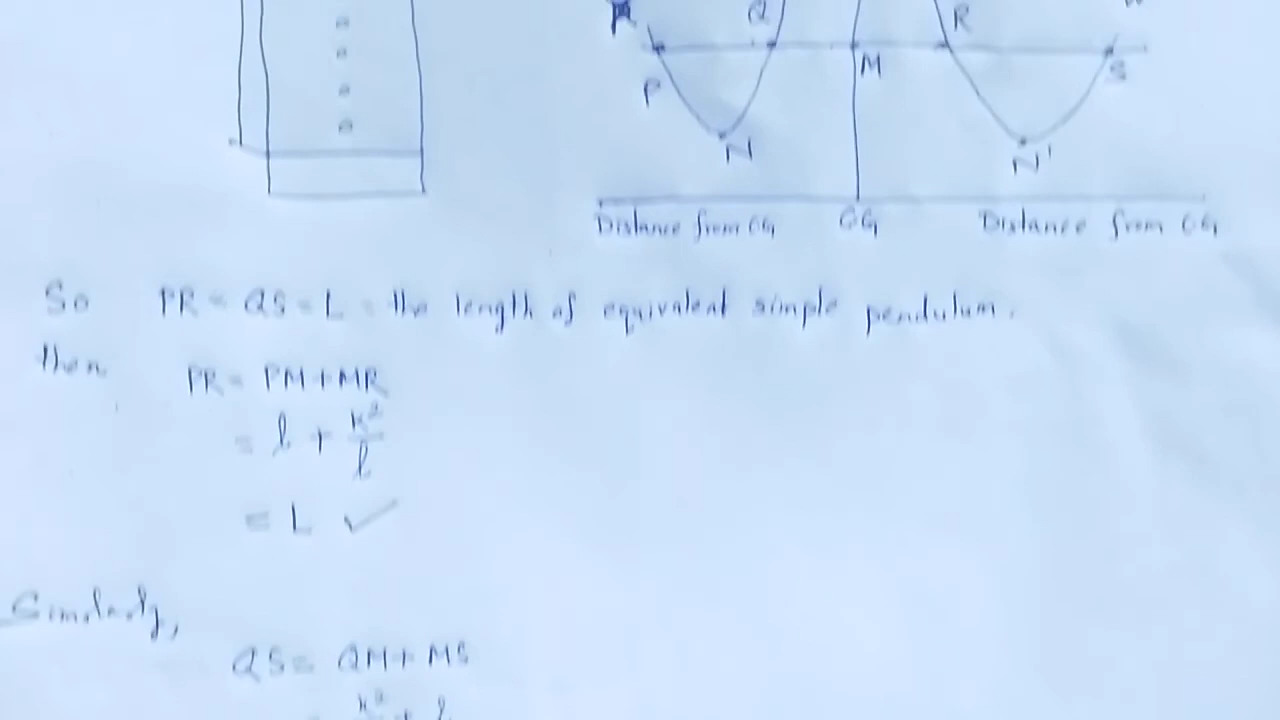 Q R
M
P S
N N'
Distance from CG CG Distance from CG
So PR = QS = L = the length of equivalent simple pendulum.
then PR = PM + MR
= l + k²/l
= L ✓
Similarly,
QS = QM + MS
= k²/l + l